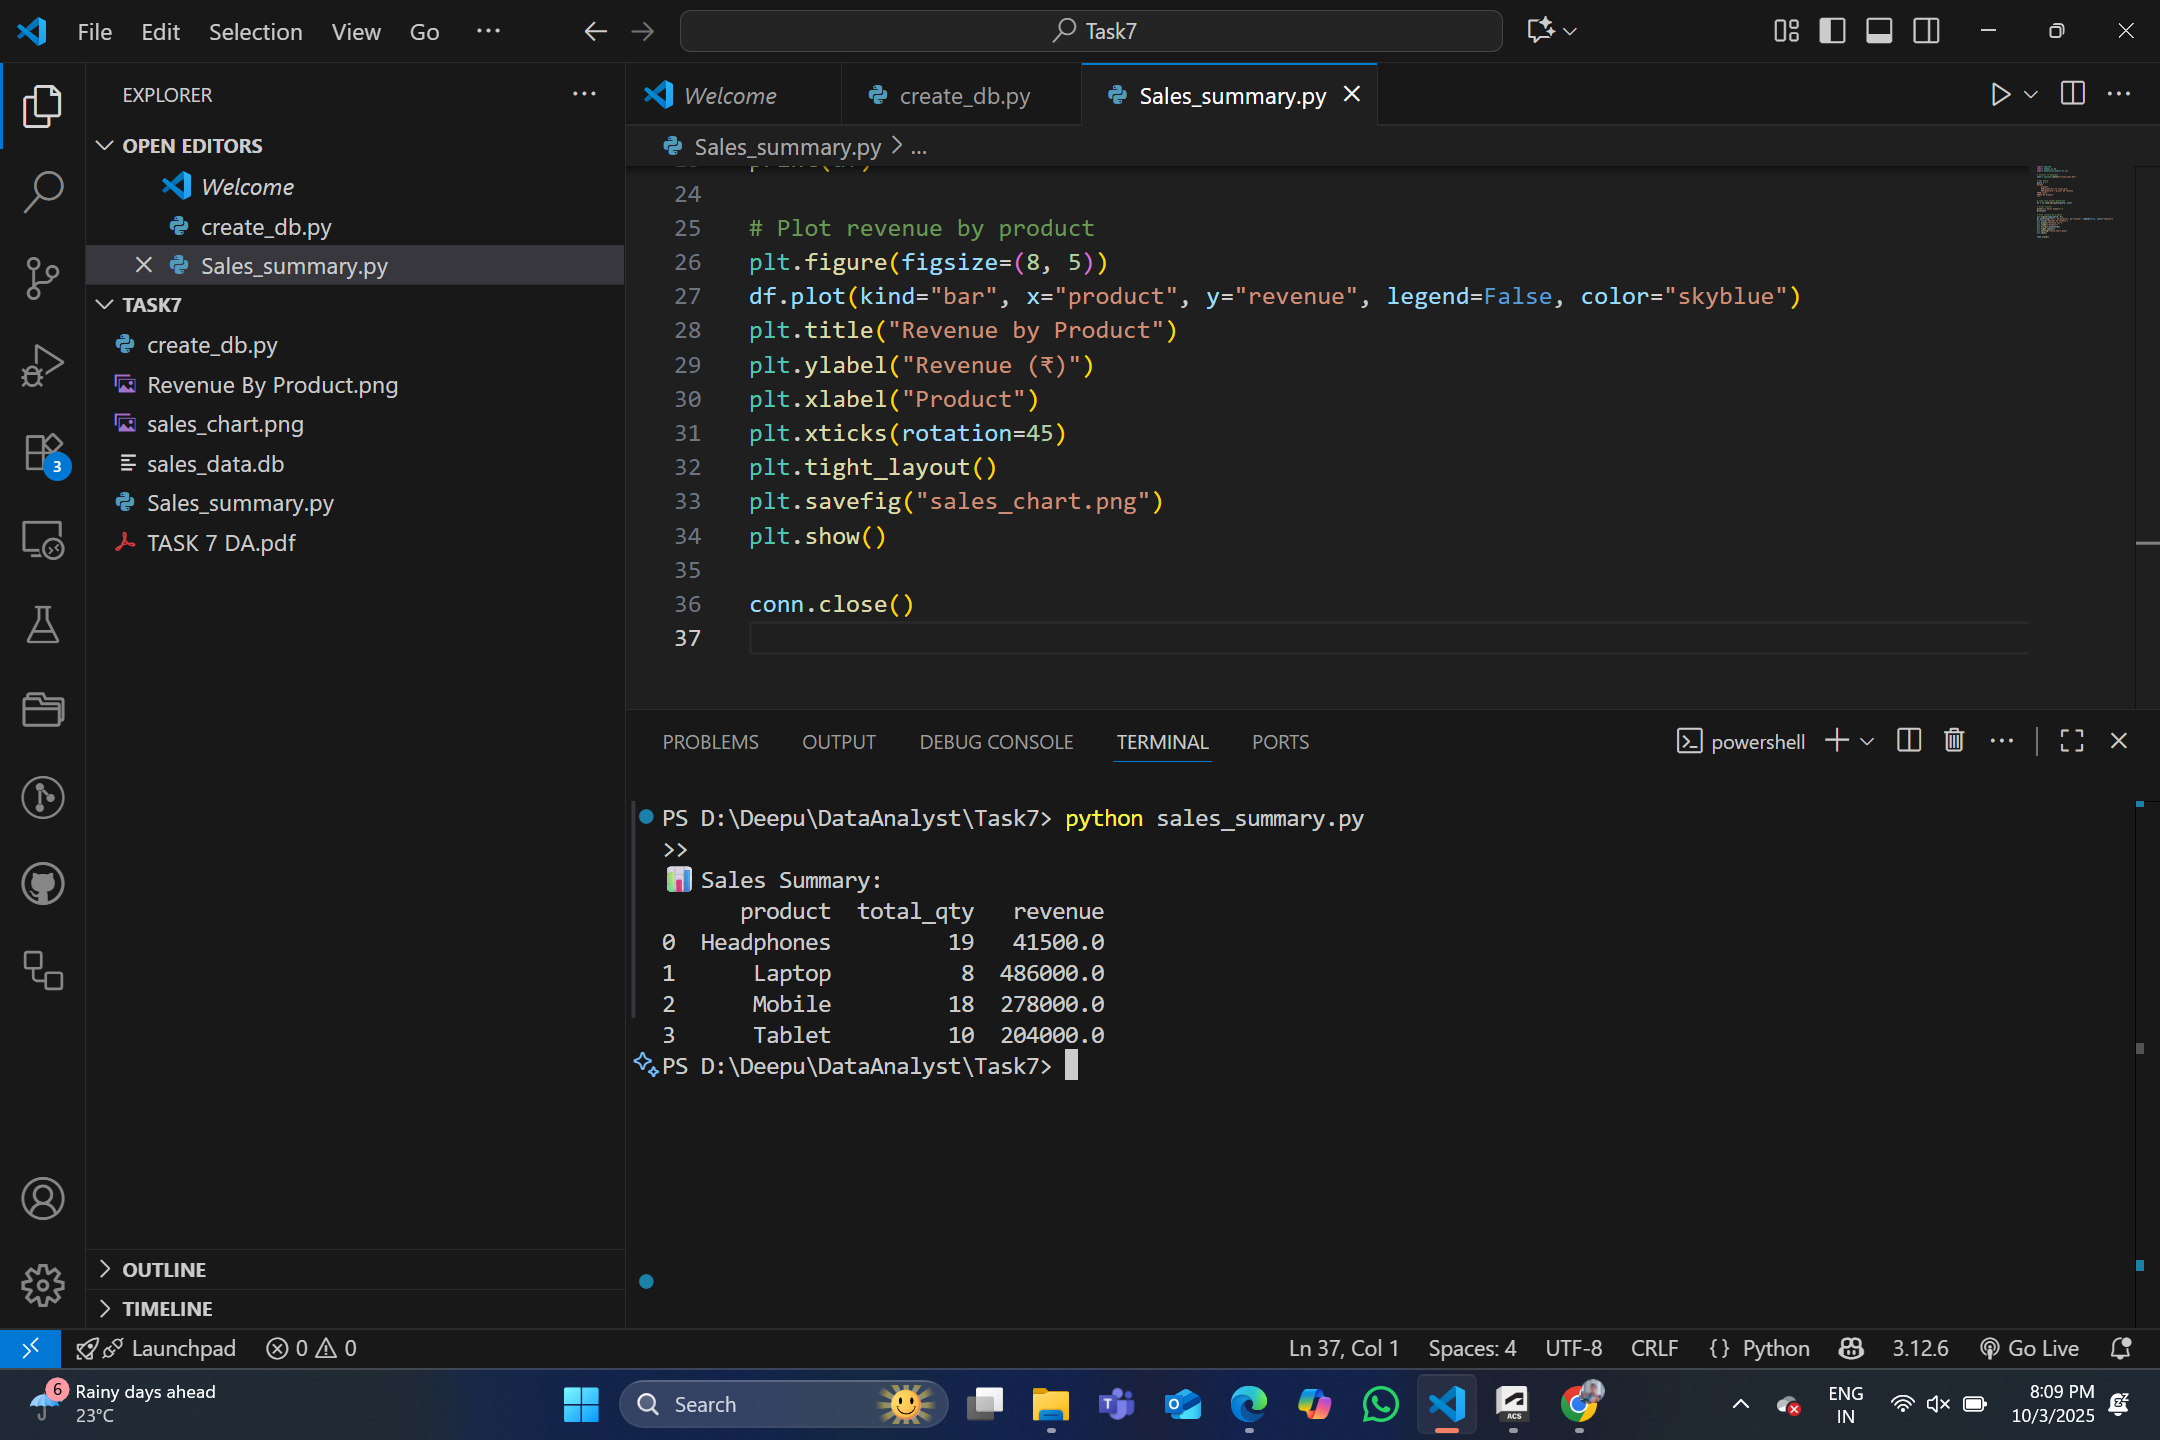 File Edit Selection View Go ···
Task7
EXPLORER
OPEN EDITORS
Welcome
create_db.py
Sales_summary.py
TASK7
create_db.py
Revenue By Product.png
sales_chart.png
sales_data.db
Sales_summary.py
TASK 7 DA.pdf
OUTLINE
TIMELINE
3
Welcome
create_db.py
Sales_summary.py
Sales_summary.py > ...
24
25 # Plot revenue by product
26 plt.figure(figsize=(8, 5))
27 df.plot(kind="bar", x="product", y="revenue", legend=False, color="skyblue")
28 plt.title("Revenue by Product")
29 plt.ylabel("Revenue (₹)")
30 plt.xlabel("Product")
31 plt.xticks(rotation=45)
32 plt.tight_layout()
33 plt.savefig("sales_chart.png")
34 plt.show()
35
36 conn.close()
37
PROBLEMS OUTPUT DEBUG CONSOLE TERMINAL PORTS
powershell
PS D:\Deepu\DataAnalyst\Task7> python sales_summary.py
>>
📊 Sales Summary:
product total_qty revenue
0 Headphones 19 41500.0
1 Laptop 8 486000.0
2 Mobile 18 278000.0
3 Tablet 10 204000.0
PS D:\Deepu\DataAnalyst\Task7>
Launchpad 0 0
Ln 37, Col 1 Spaces: 4 UTF-8 CRLF {} Python 3.12.6 Go Live
6
Rainy days ahead
23°C
Search
ACS
ENG
IN
8:09 PM
10/3/2025